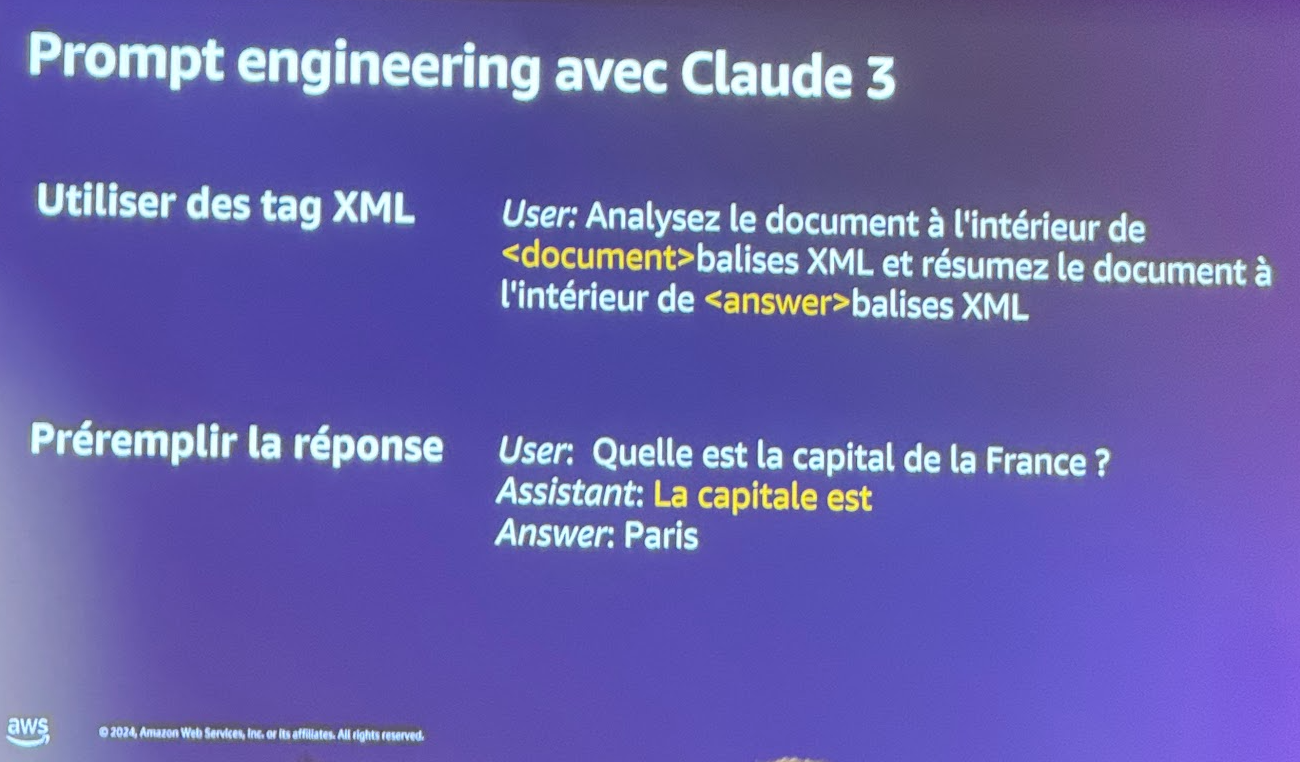 Prompt engineering avec Claude 3
Utiliser des tag XML
User: Analysez le document à l'intérieur de
<document>balises XML et résumez le document à
l'intérieur de <answer>balises XML
Préremplir la réponse
User: Quelle est la capital de la France ?
Assistant: La capitale est
Answer: Paris
aws
© 2024, Amazon Web Services, Inc. or its affiliates. All rights reserved.